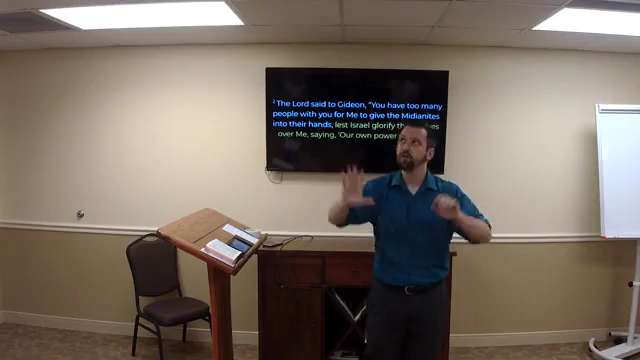 2 The Lord said to Gideon, "You have too many
people with you for Me to give the Midianites
into their hands, lest Israel glorify
over Me, saying, 'Our own power